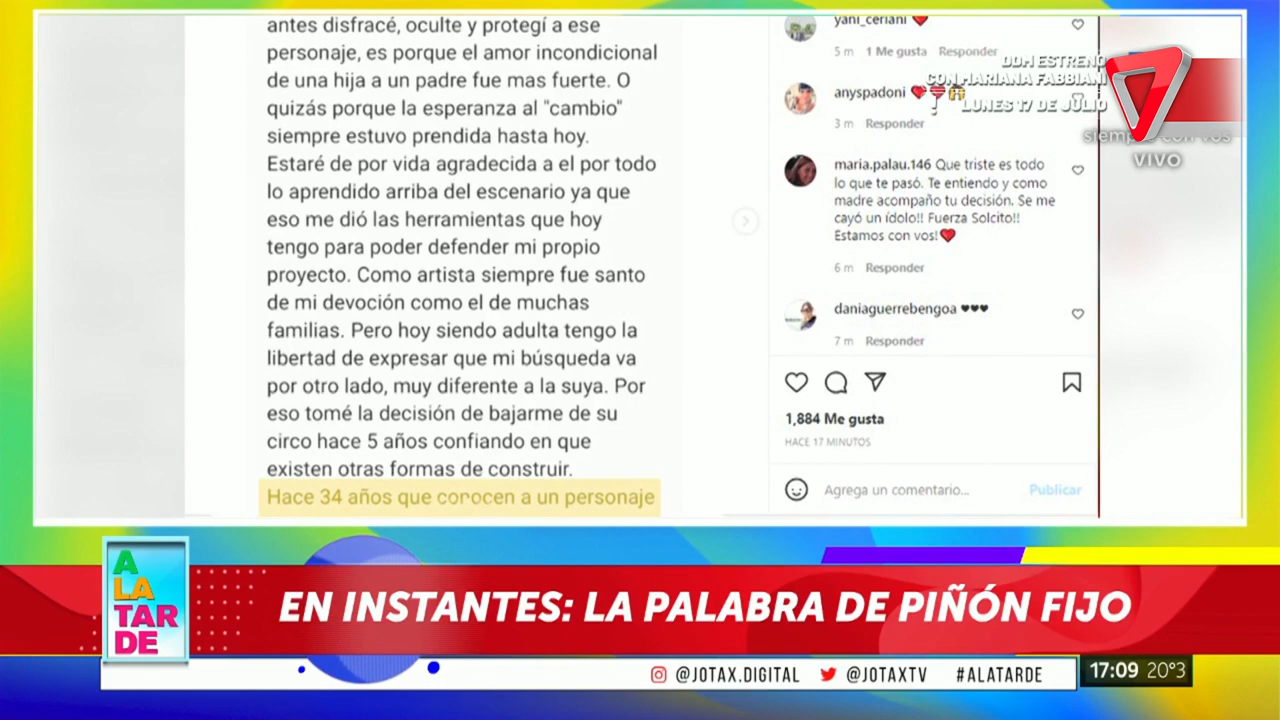 antes disfracé, oculte y protegí a ese
personaje, es porque el amor incondicional
de una hija a un padre fue mas fuerte. O
quizás porque la esperanza al "cambio"
siempre estuvo prendida hasta hoy.
Estaré de por vida agradecida a el por todo
lo aprendido arriba del escenario ya que
eso me dió las herramientas que hoy
tengo para poder defender mi propio
proyecto. Como artista siempre fue santo
de mi devoción como el de muchas
familias. Pero hoy siendo adulta tengo la
libertad de expresar que mi búsqueda va
por otro lado, muy diferente a la suya. Por
eso tomé la decisión de bajarme de su
circo hace 5 años confiando en que
existen otras formas de construir.
Hace 34 años que conocen a un personaje
yani_ceriani ❤️
5 m 1 Me gusta Responder
anyspadoni
3 m Responder
maria.palau.146 Que triste es todo
lo que te pasó. Te entiendo y como
madre acompaño tu decisión. Se me
cayó un ídolo!! Fuerza Solcito!!
Estamos con vos!❤️
6 m Responder
daniaguerrebengoa ♥♥♥
7 m Responder
1,884 Me gusta
HACE 17 MINUTOS
Agrega un comentario...
Publicar
DDM ESTRENO
CON MARIANA FABBIANI
LUNES 17 DE JULIO
siempre con vos
VIVO
A
LA
TAR
DE
EN INSTANTES: LA PALABRA DE PIÑÓN FIJO
@JOTAX.DIGITAL @JOTAXTV #ALATARDE
17:09 20°3